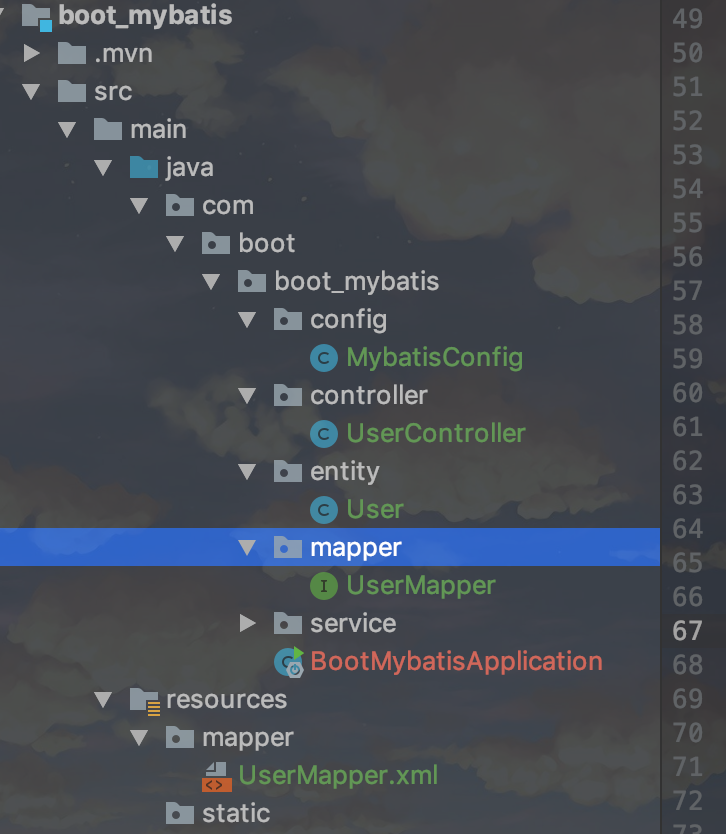 boot_mybatis
.mvn
src
main
java
com
boot
boot_mybatis
config
MybatisConfig
controller
UserController
entity
User
mapper
UserMapper
service
BootMybatisApplication
resources
mapper
UserMapper.xml
static
49
50
51
52
53
54
55
56
57
58
59
60
61
62
63
64
65
66
67
68
69
70
71
72
73